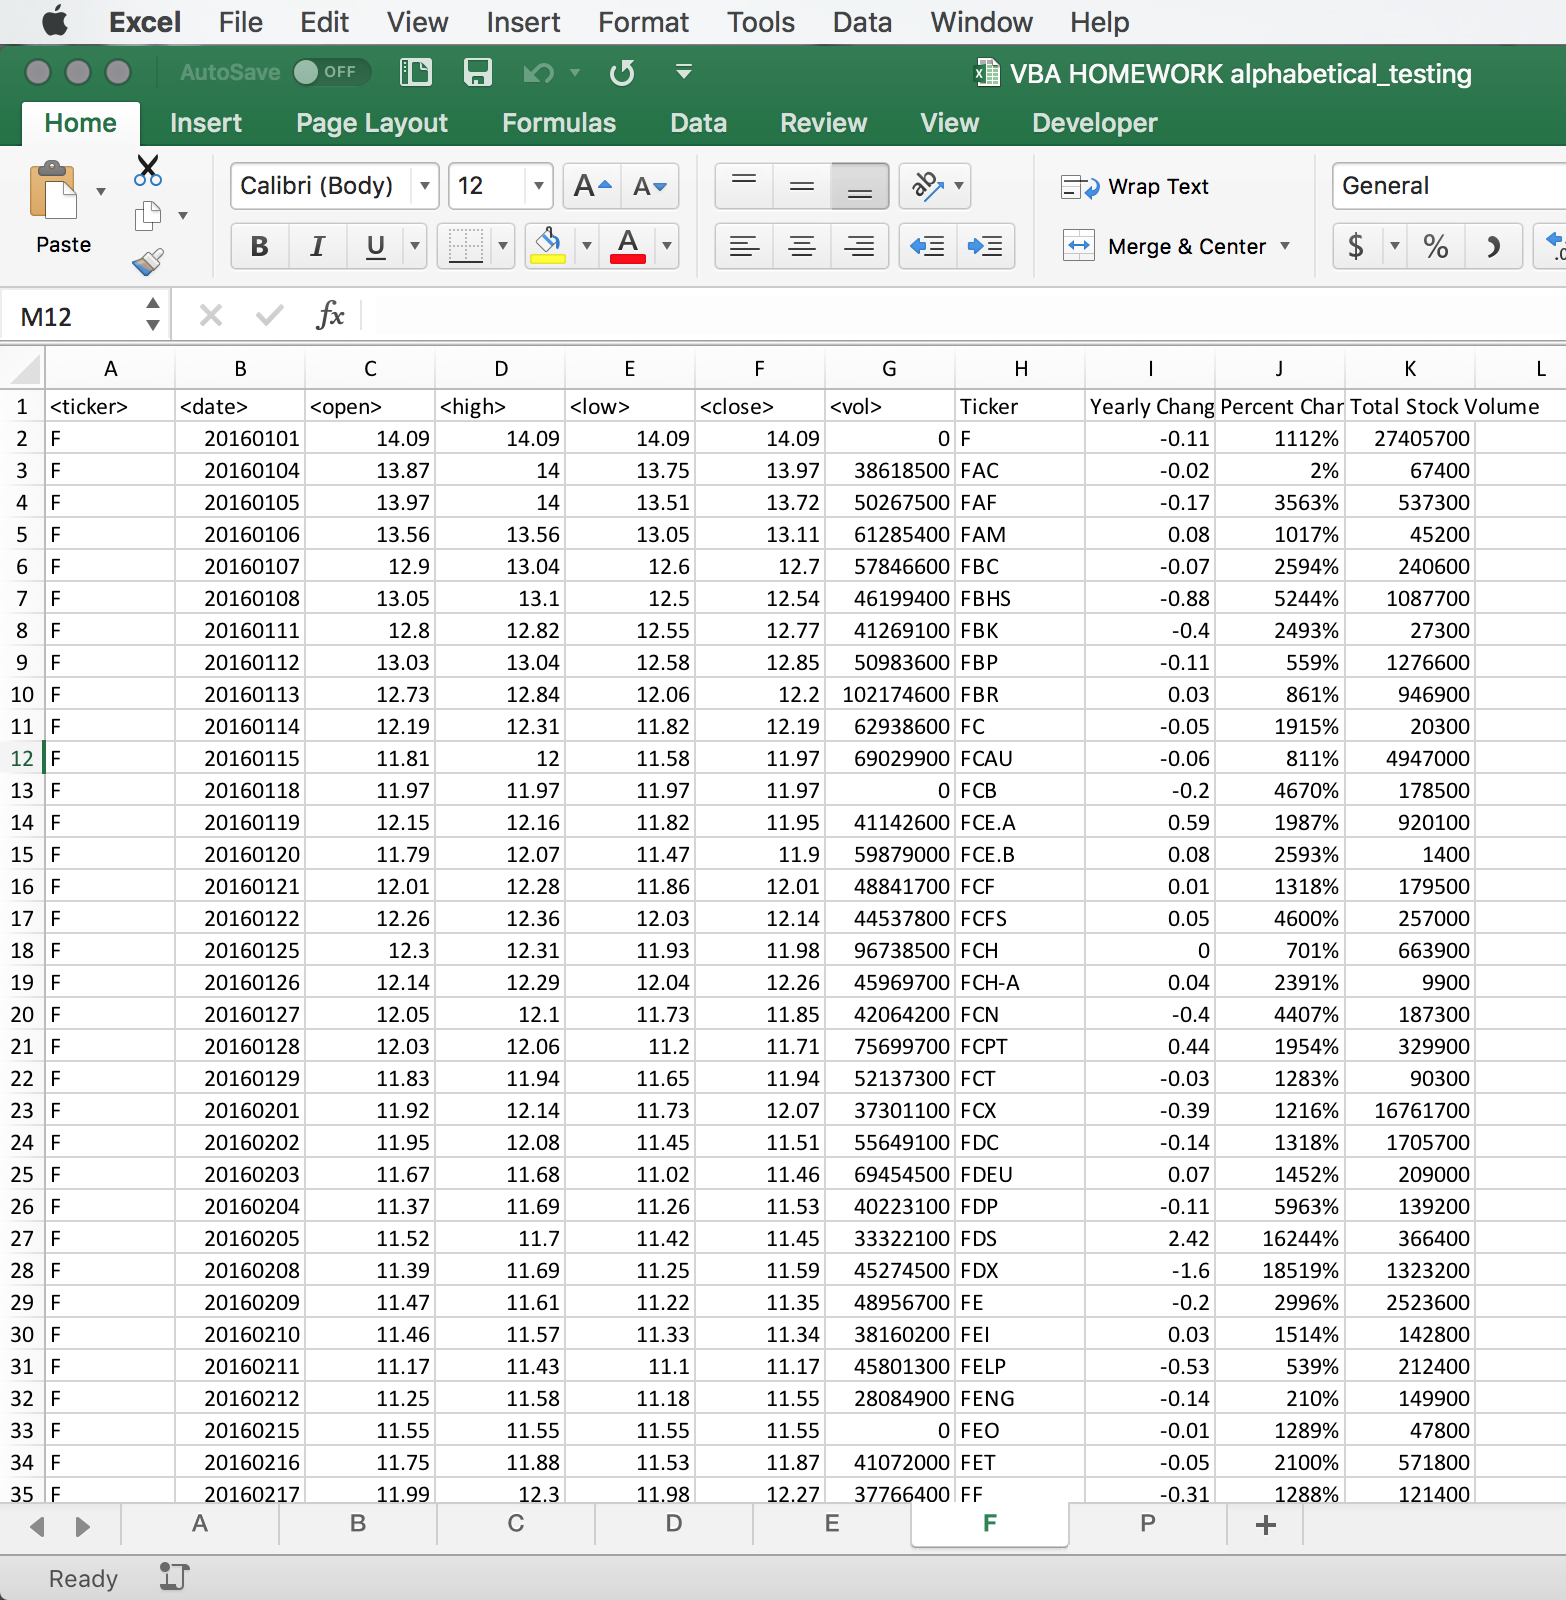 Excel File Edit View Insert Format Tools Data Window Help
AutoSave OFF VBA HOMEWORK alphabetical_testing
Home Insert Page Layout Formulas Data Review View Developer
Paste Calibri (Body) 12 A A ab Wrap Text General
B I U A Merge & Center $ % ) .0
M12 fx
A B C D E F G H I J K L
1 <ticker> <date> <open> <high> <low> <close> <vol> Ticker Yearly Chang Percent Char Total Stock Volume
2 F 20160101 14.09 14.09 14.09 14.09 0 F -0.11 1112% 27405700
3 F 20160104 13.87 14 13.75 13.97 38618500 FAC -0.02 2% 67400
4 F 20160105 13.97 14 13.51 13.72 50267500 FAF -0.17 3563% 537300
5 F 20160106 13.56 13.56 13.05 13.11 61285400 FAM 0.08 1017% 45200
6 F 20160107 12.9 13.04 12.6 12.7 57846600 FBC -0.07 2594% 240600
7 F 20160108 13.05 13.1 12.5 12.54 46199400 FBHS -0.88 5244% 1087700
8 F 20160111 12.8 12.82 12.55 12.77 41269100 FBK -0.4 2493% 27300
9 F 20160112 13.03 13.04 12.58 12.85 50983600 FBP -0.11 559% 1276600
10 F 20160113 12.73 12.84 12.06 12.2 102174600 FBR 0.03 861% 946900
11 F 20160114 12.19 12.31 11.82 12.19 62938600 FC -0.05 1915% 20300
12 F 20160115 11.81 12 11.58 11.97 69029900 FCAU -0.06 811% 4947000
13 F 20160118 11.97 11.97 11.97 11.97 0 FCB -0.2 4670% 178500
14 F 20160119 12.15 12.16 11.82 11.95 41142600 FCE.A 0.59 1987% 920100
15 F 20160120 11.79 12.07 11.47 11.9 59879000 FCE.B 0.08 2593% 1400
16 F 20160121 12.01 12.28 11.86 12.01 48841700 FCF 0.01 1318% 179500
17 F 20160122 12.26 12.36 12.03 12.14 44537800 FCFS 0.05 4600% 257000
18 F 20160125 12.3 12.31 11.93 11.98 96738500 FCH 0 701% 663900
19 F 20160126 12.14 12.29 12.04 12.26 45969700 FCH-A 0.04 2391% 9900
20 F 20160127 12.05 12.1 11.73 11.85 42064200 FCN -0.4 4407% 187300
21 F 20160128 12.03 12.06 11.2 11.71 75699700 FCPT 0.44 1954% 329900
22 F 20160129 11.83 11.94 11.65 11.94 52137300 FCT -0.03 1283% 90300
23 F 20160201 11.92 12.14 11.73 12.07 37301100 FCX -0.39 1216% 16761700
24 F 20160202 11.95 12.08 11.45 11.51 55649100 FDC -0.14 1318% 1705700
25 F 20160203 11.67 11.68 11.02 11.46 69454500 FDEU 0.07 1452% 209000
26 F 20160204 11.37 11.69 11.26 11.53 40223100 FDP -0.11 5963% 139200
27 F 20160205 11.52 11.7 11.42 11.45 33322100 FDS 2.42 16244% 366400
28 F 20160208 11.39 11.69 11.25 11.59 45274500 FDX -1.6 18519% 1323200
29 F 20160209 11.47 11.61 11.22 11.35 48956700 FE -0.2 2996% 2523600
30 F 20160210 11.46 11.57 11.33 11.34 38160200 FEI 0.03 1514% 142800
31 F 20160211 11.17 11.43 11.1 11.17 45801300 FELP -0.53 539% 212400
32 F 20160212 11.25 11.58 11.18 11.55 28084900 FENG -0.14 210% 149900
33 F 20160215 11.55 11.55 11.55 11.55 0 FEO -0.01 1289% 47800
34 F 20160216 11.75 11.88 11.53 11.87 41072000 FET -0.05 2100% 571800
35 F 20160217 11.99 12.3 11.98 12.27 37766400 FF -0.31 1288% 121400
A B C D E F P +
Ready